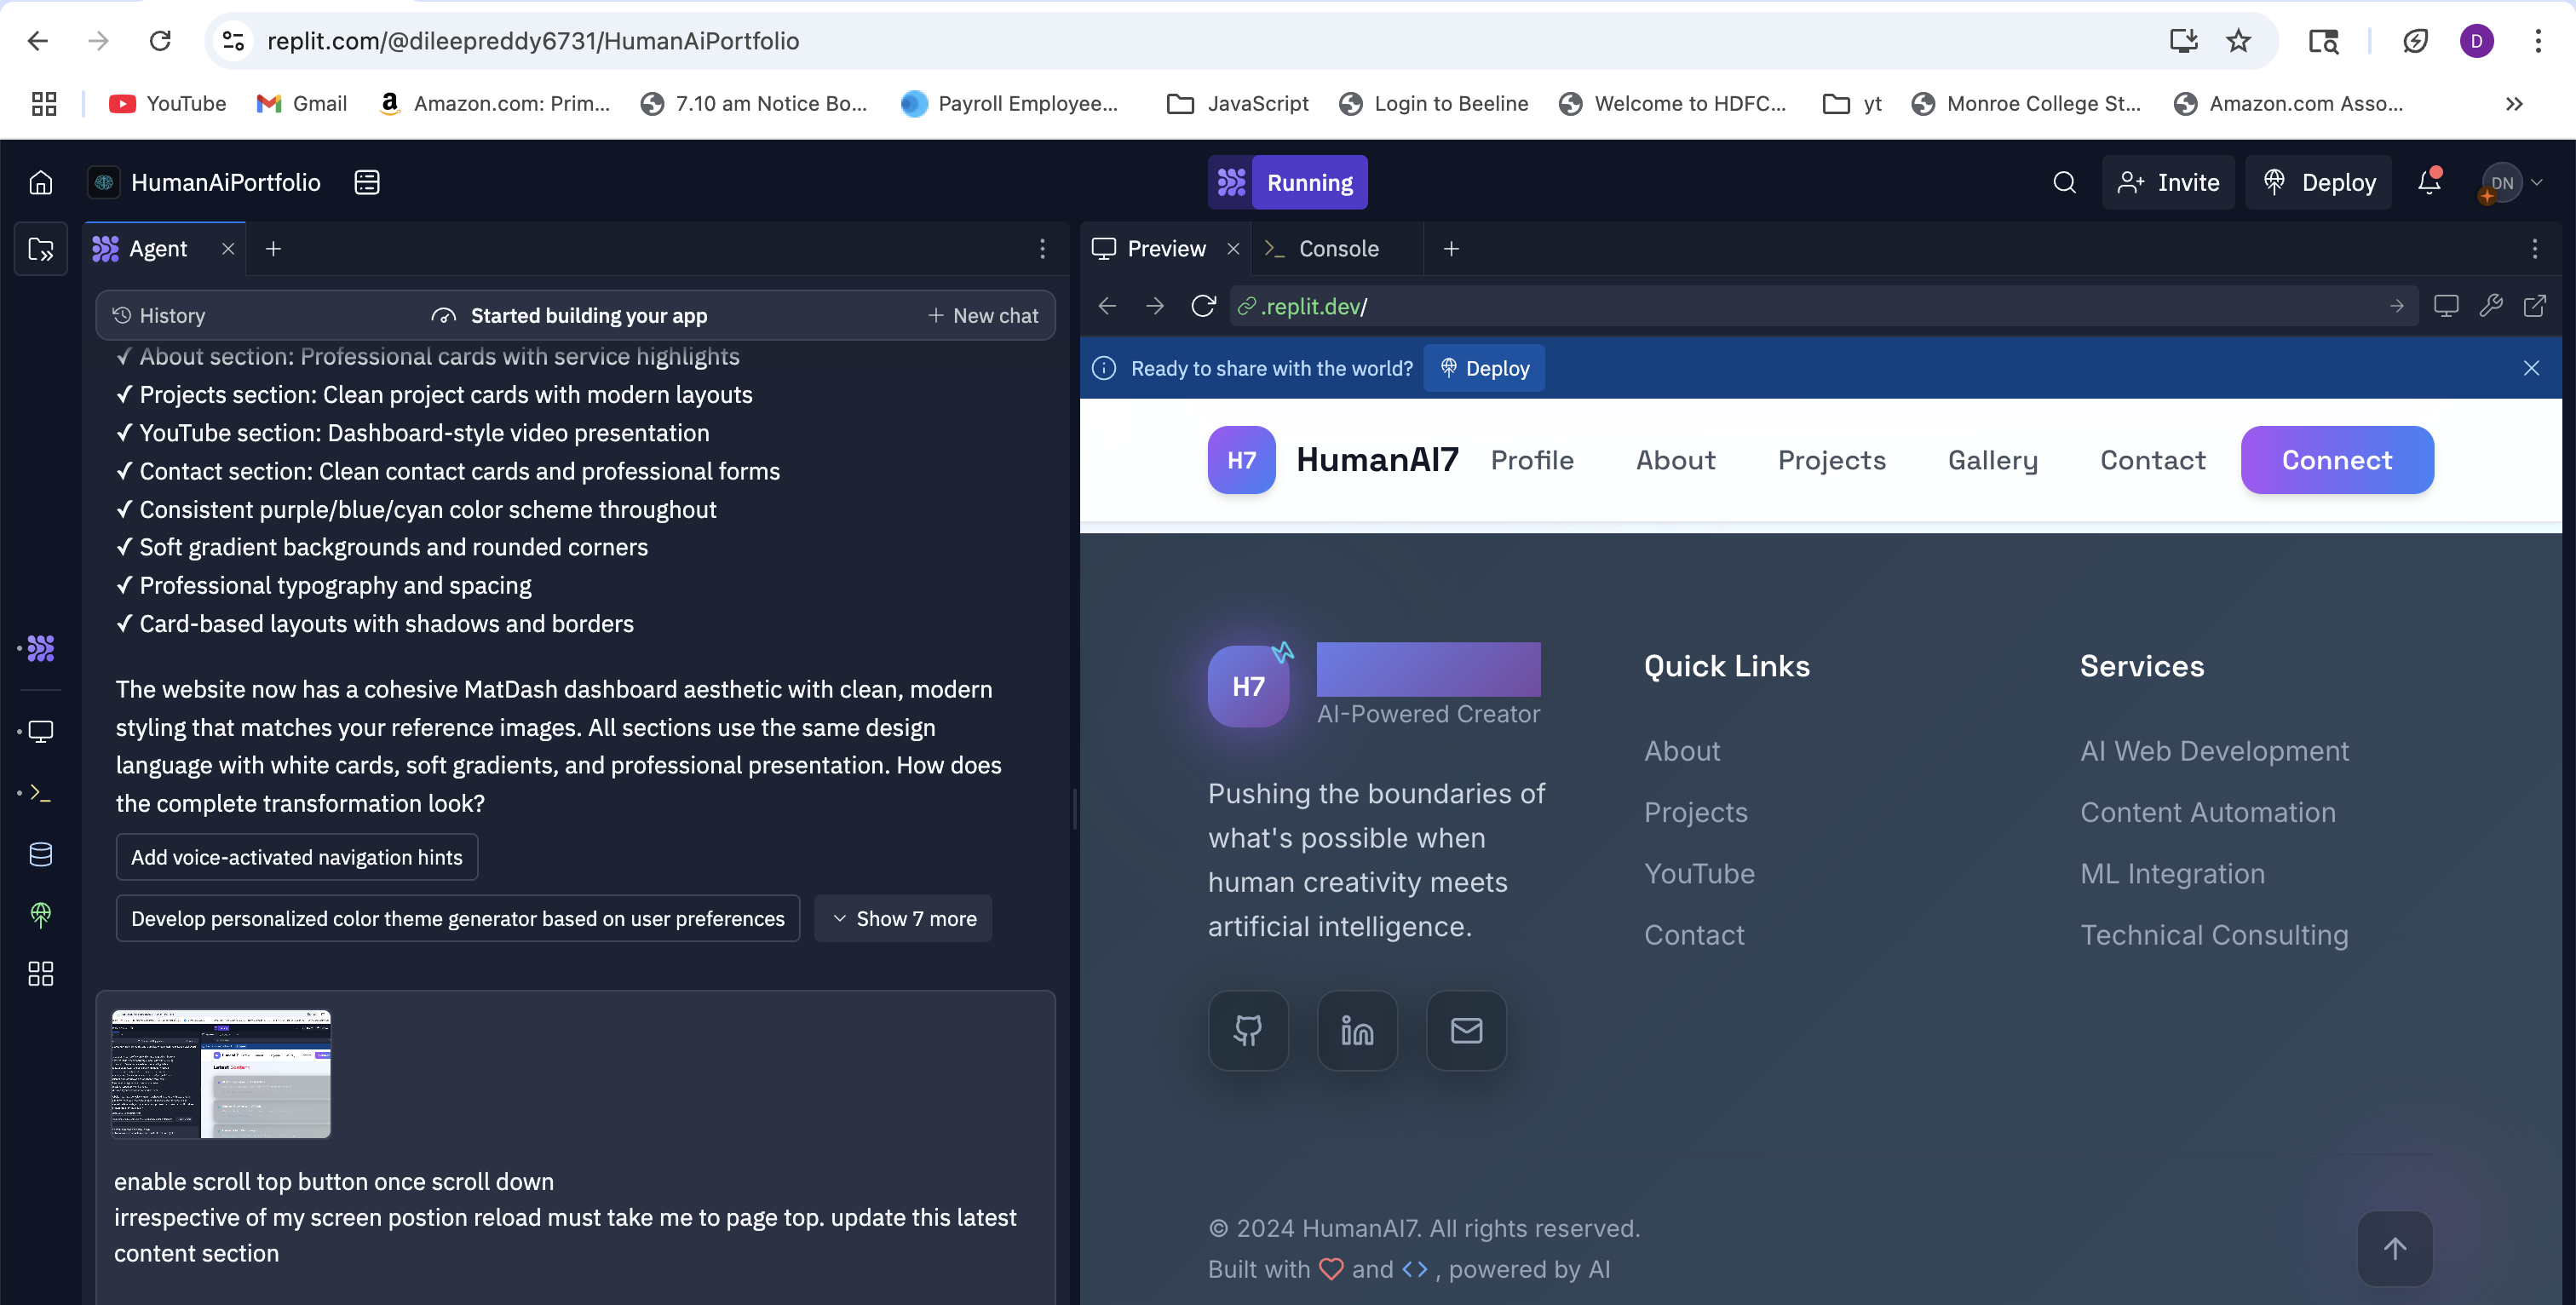 replit.com/@dileepreddy6731/HumanAiPortfolio
D
YouTube
Gmail
Amazon.com: Prim...
7.10 am Notice Bo...
Payroll Employee...
JavaScript
Login to Beeline
Welcome to HDFC...
yt
Monroe College St...
Amazon.com Asso...
HumanAiPortfolio
Running
Invite
Deploy
DN
Agent
History
Started building your app
New chat
✓ About section: Professional cards with service highlights
✓ Projects section: Clean project cards with modern layouts
✓ YouTube section: Dashboard-style video presentation
✓ Contact section: Clean contact cards and professional forms
✓ Consistent purple/blue/cyan color scheme throughout
✓ Soft gradient backgrounds and rounded corners
✓ Professional typography and spacing
✓ Card-based layouts with shadows and borders
The website now has a cohesive MatDash dashboard aesthetic with clean, modern
styling that matches your reference images. All sections use the same design
language with white cards, soft gradients, and professional presentation. How does
the complete transformation look?
Add voice-activated navigation hints
Develop personalized color theme generator based on user preferences
Show 7 more
Latest Content
enable scroll top button once scroll down
irrespective of my screen postion reload must take me to page top. update this latest
content section
Preview
Console
.replit.dev/
Ready to share with the world?
Deploy
H7
HumanAI7
Profile
About
Projects
Gallery
Contact
Connect
H7
AI-Powered Creator
Pushing the boundaries of
what's possible when
human creativity meets
artificial intelligence.
Quick Links
About
Projects
YouTube
Contact
Services
AI Web Development
Content Automation
ML Integration
Technical Consulting
© 2024 HumanAI7. All rights reserved.
Built with and , powered by AI